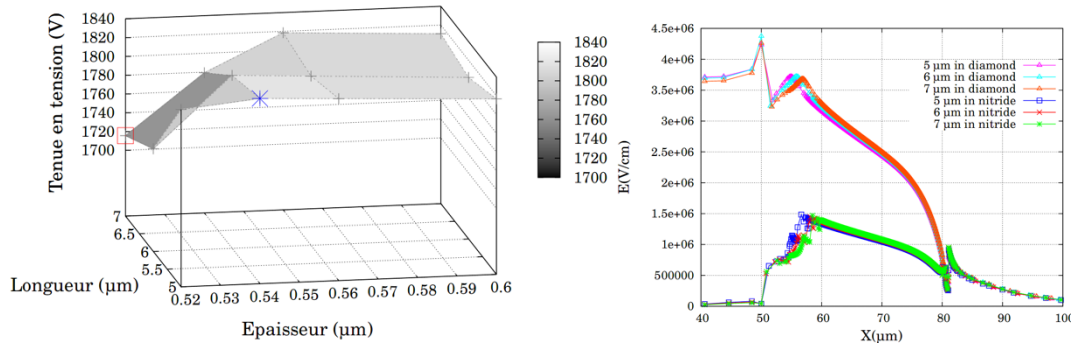 Tenue en tension (V)
1840
1820
1800
1780
1760
1740
1720
1700
7
6.5
6
5.5
5
Longueur (µm)
0.52
0.53
0.54
0.55
0.56
0.57
0.58
0.59
0.6
Epaisseur (µm)
1840
1820
1800
1780
1760
1740
1720
1700
E(V/cm)
4.5e+06
4e+06
3.5e+06
3e+06
2.5e+06
2e+06
1.5e+06
1e+06
500000
0
5 µm in diamond
6 µm in diamond
7 µm in diamond
5 µm in nitride
6 µm in nitride
7 µm in nitride
40 50 60 70 80 90 100
X(µm)